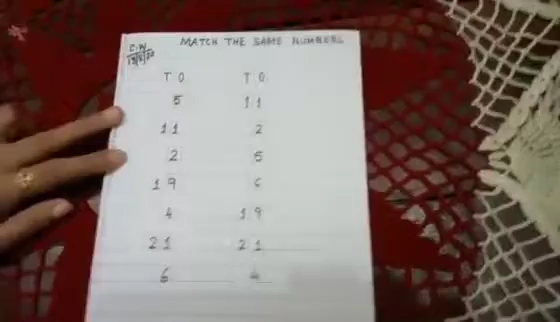 MATCH THE SAME NUMBERS
C.W
T O T O
5 11
11 2
2 5
19 6
4 19
21 21
6 4